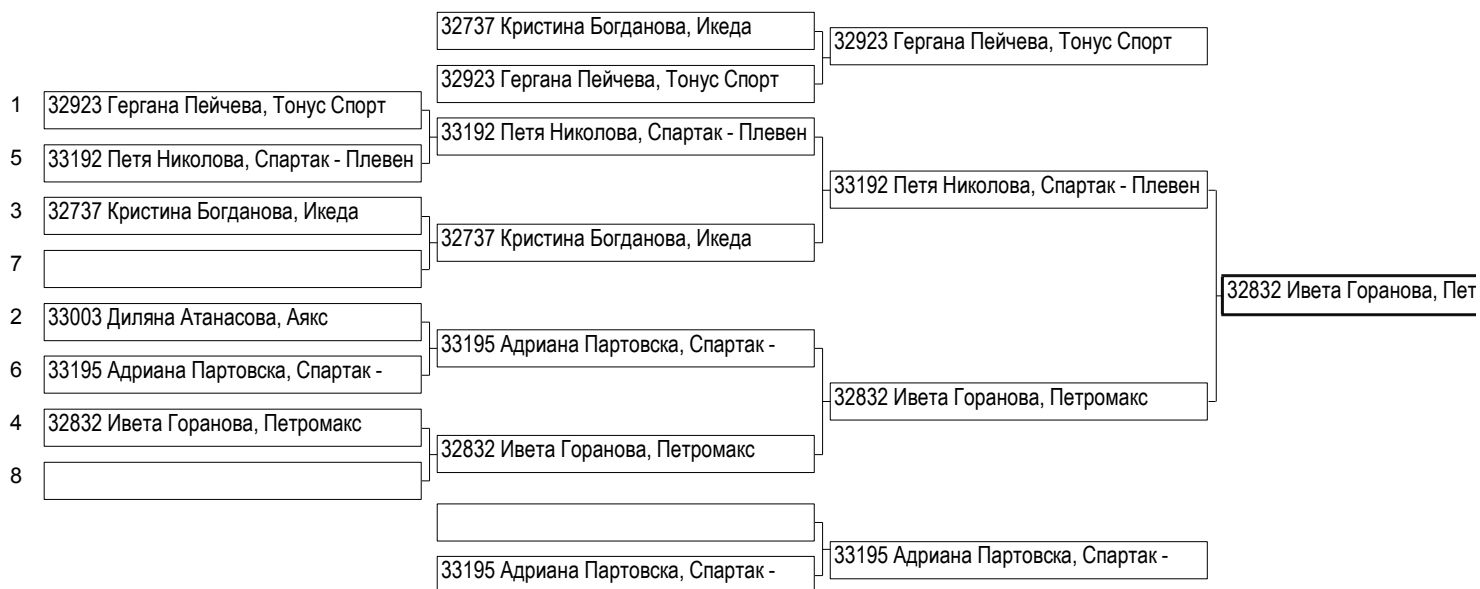 32737 Кристина Богданова, Икеда
32923 Гергана Пейчева, Тонус Спорт
32923 Гергана Пейчева, Тонус Спорт
1 32923 Гергана Пейчева, Тонус Спорт
33192 Петя Николова, Спартак - Плевен
5 33192 Петя Николова, Спартак - Плевен
33192 Петя Николова, Спартак - Плевен
3 32737 Кристина Богданова, Икеда
32737 Кристина Богданова, Икеда
7
32832 Ивета Горанова, Пет
2 33003 Диляна Атанасова, Аякс
33195 Адриана Партовска, Спартак -
6 33195 Адриана Партовска, Спартак -
32832 Ивета Горанова, Петромакс
4 32832 Ивета Горанова, Петромакс
32832 Ивета Горанова, Петромакс
8
33195 Адриана Партовска, Спартак -
33195 Адриана Партовска, Спартак -